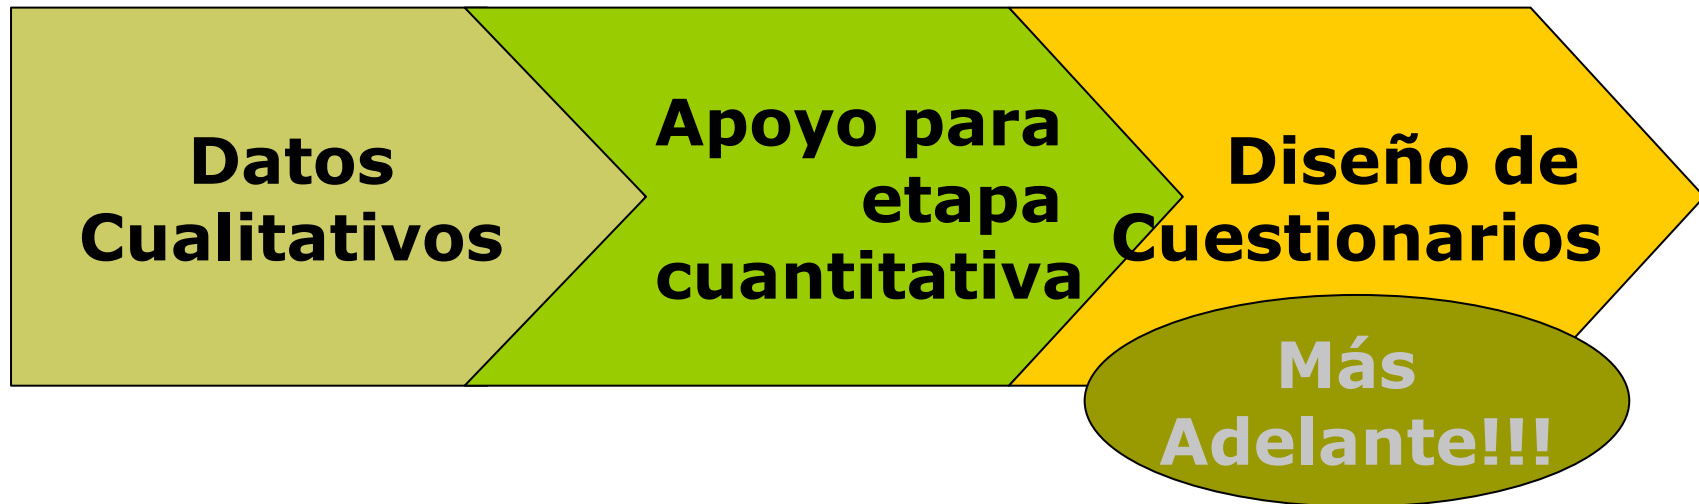 Datos
Cualitativos
Apoyo para
etapa
cuantitativa
Diseño de
Cuestionarios
Más
Adelante!!!